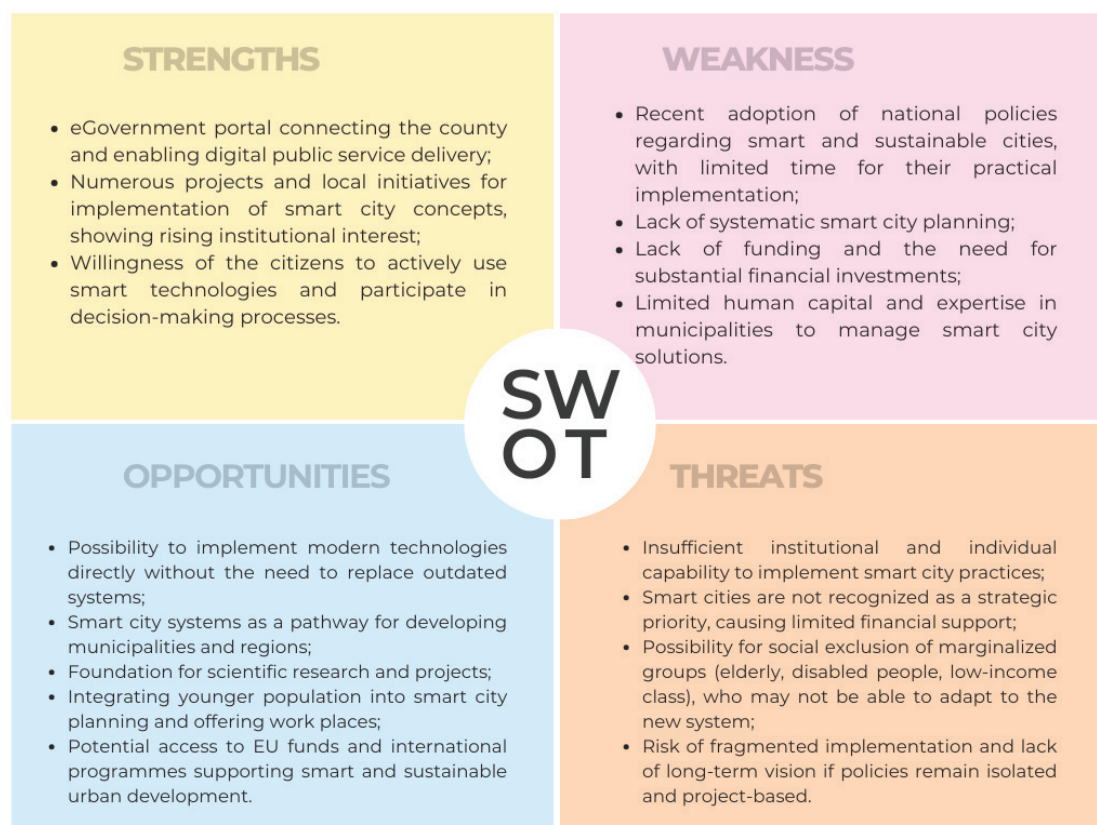 STRENGTHS
• eGovernment portal connecting the county
and enabling digital public service delivery;
• Numerous projects and local initiatives for
implementation of smart city concepts,
showing rising institutional interest;
• Willingness of the citizens to actively use
smart technologies and participate in
decision-making processes.
WEAKNESS
• Recent adoption of national policies
regarding smart and sustainable cities,
with limited time for their practical
implementation;
• Lack of systematic smart city planning;
• Lack of funding and the need for
substantial financial investments;
• Limited human capital and expertise in
municipalities to manage smart city
solutions.
SW
OT
OPPORTUNITIES
• Possibility to implement modern technologies
directly without the need to replace outdated
systems;
• Smart city systems as a pathway for developing
municipalities and regions;
• Foundation for scientific research and projects;
• Integrating younger population into smart city
planning and offering work places;
• Potential access to EU funds and international
programmes supporting smart and sustainable
urban development.
THREATS
• Insufficient institutional and individual
capability to implement smart city practices;
• Smart cities are not recognized as a strategic
priority, causing limited financial support;
• Possibility for social exclusion of marginalized
groups (elderly, disabled people, low-income
class), who may not be able to adapt to the
new system;
• Risk of fragmented implementation and lack
of long-term vision if policies remain isolated
and project-based.